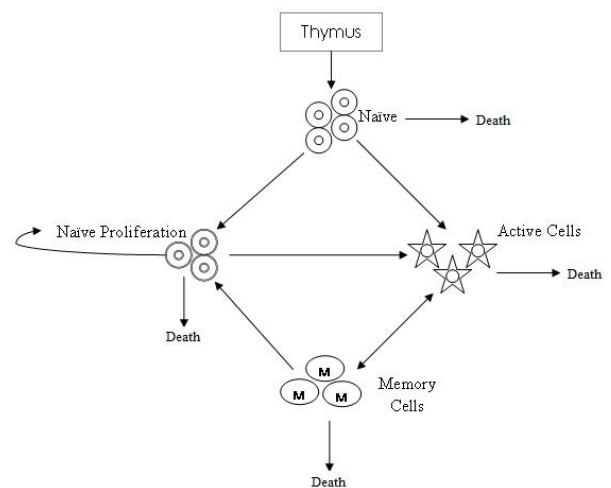 Thymus
Naïve
Death
Naïve Proliferation
Active Cells
Death
Death
M
M
M
Memory
Cells
Death